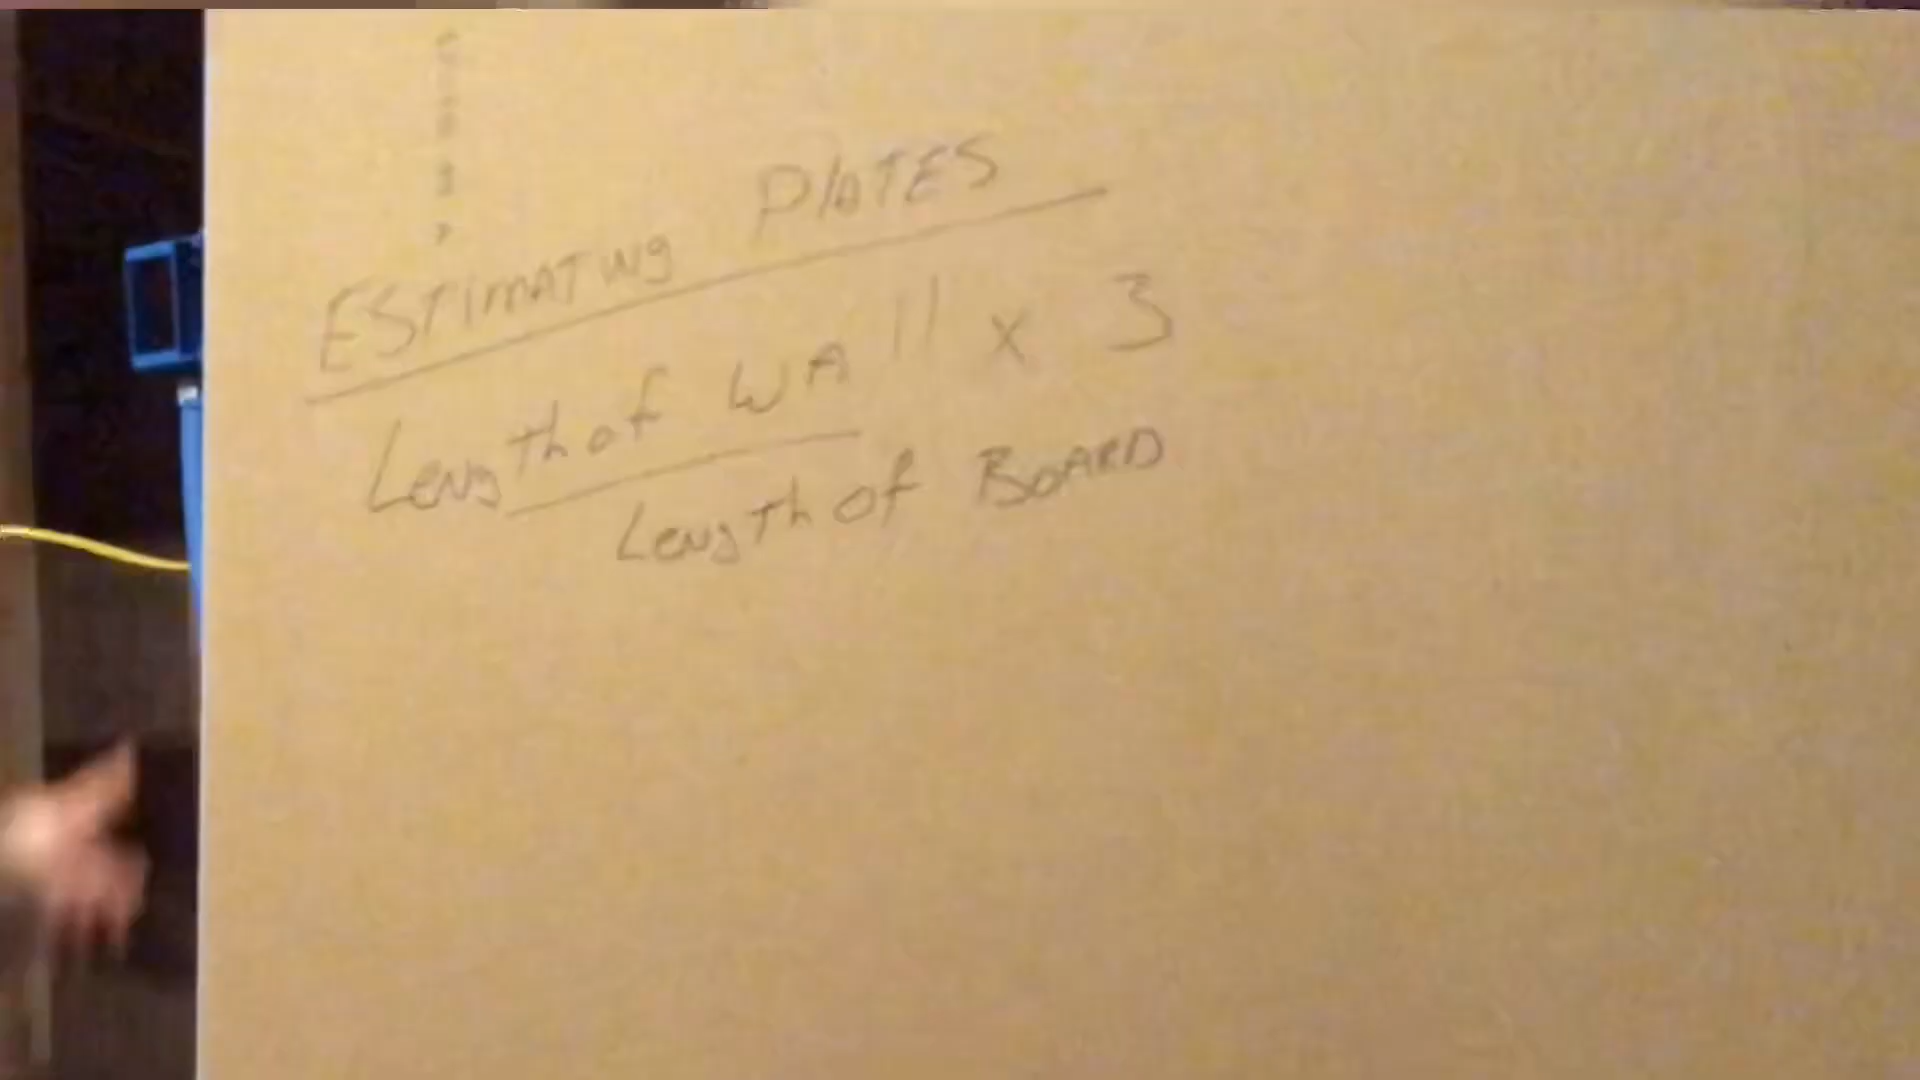 ESTIMATING PLATES
Length of WAll x 3
Length of BOARD